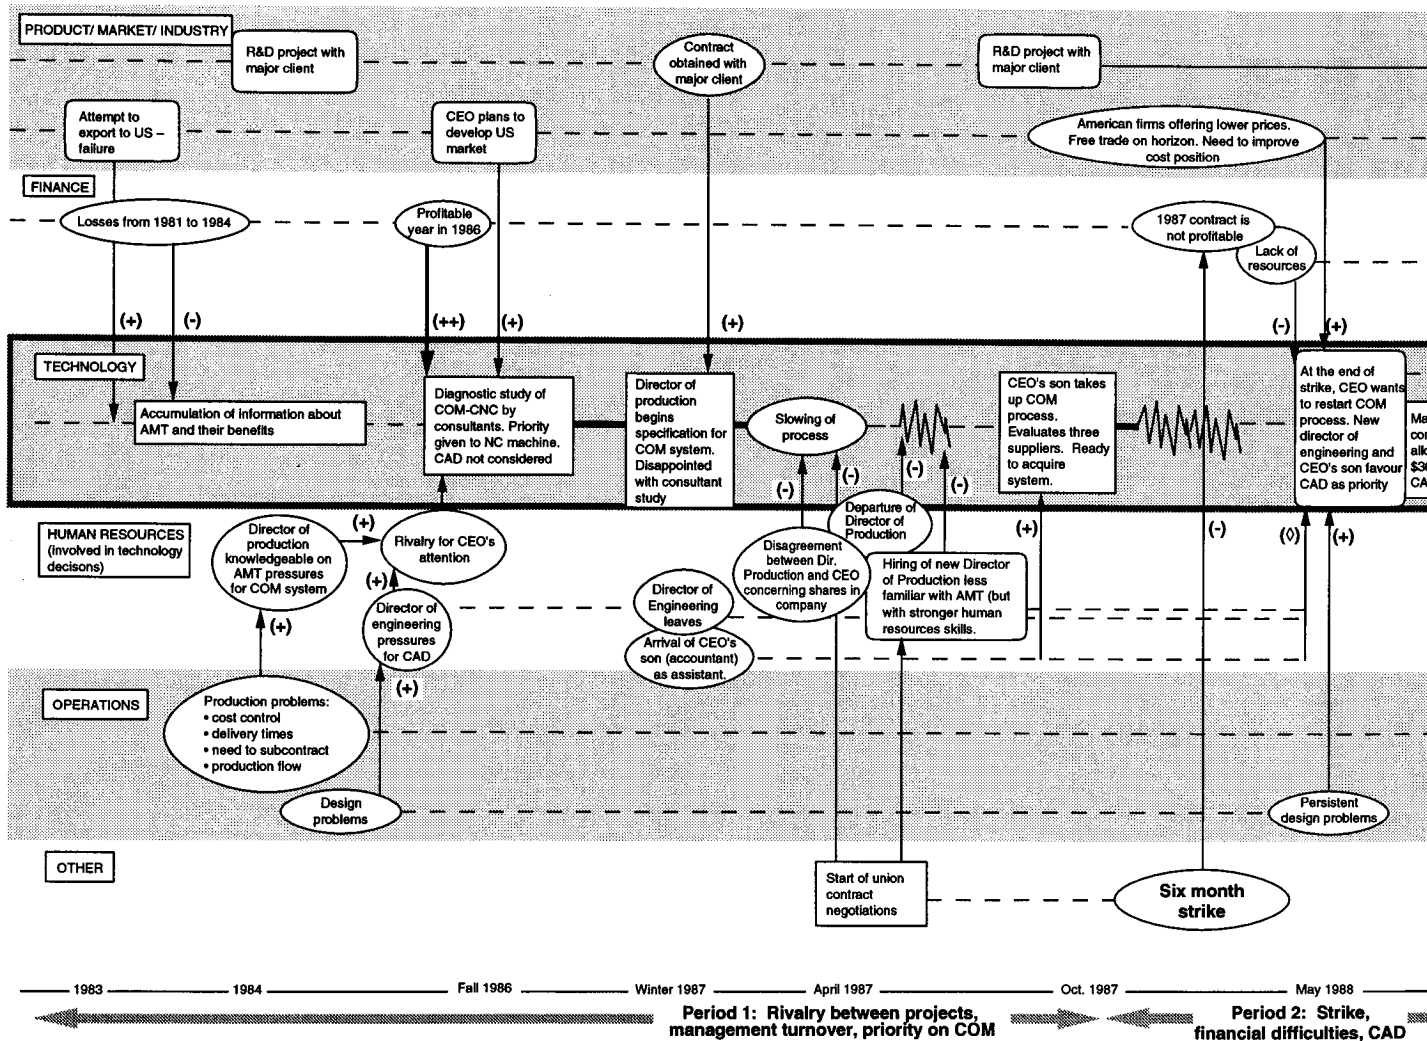 PRODUCT/ MARKET/ INDUSTRY
R&D project with
major client
Contract
obtained with
major client
R&D project with
major client
Attempt to
export to US –
failure
CEO plans to
develop US
market
American firms offering lower prices.
Free trade on horizon. Need to improve
cost position
FINANCE
Losses from 1981 to 1984
Profitable
year in 1986
1987 contract is
not profitable
Lack of
resources
(+)
(-)
(++)
(+)
(+)
(-)
(+)
TECHNOLOGY
Accumulation of information about
AMT and their benefits
Diagnostic study of
COM-CNC by
consultants. Priority
given to NC machine.
CAD not considered
Director of
production
begins
specification for
COM system.
Disappointed
with consultant
study
Slowing of
process
CEO's son takes
up COM
process.
Evaluates three
suppliers. Ready
to acquire
system.
At the end of
strike, CEO wants
to restart COM
process. New
director of
engineering and
CEO's son favour
CAD as priority
Ma
con
allo
$30
CA
(-)
(-)
(-)
(-)
HUMAN RESOURCES
(involved in technology
decisons)
Director of
production
knowledgeable on
AMT pressures
for COM system
(+)
Rivalry for CEO's
attention
(+)
Director of
engineering
pressures
for CAD
(+)
(+)
Departure of
Director of
Production
Disagreement
between Dir.
Production and CEO
concerning shares in
company
Hiring of new Director
of Production less
familiar with AMT (but
with stronger human
resources skills.
Director of
Engineering
leaves
Arrival of CEO's
son (accountant)
as assistant.
(+)
(-)
(◊)
(+)
OPERATIONS
Production problems:
• cost control
• delivery times
• need to subcontract
• production flow
Design
problems
Persistent
design problems
OTHER
Start of union
contract
negotiations
Six month
strike
1983
1984
Fall 1986
Winter 1987
April 1987
Oct. 1987
May 1988
Period 1: Rivalry between projects,
management turnover, priority on COM
Period 2: Strike,
financial difficulties, CAD